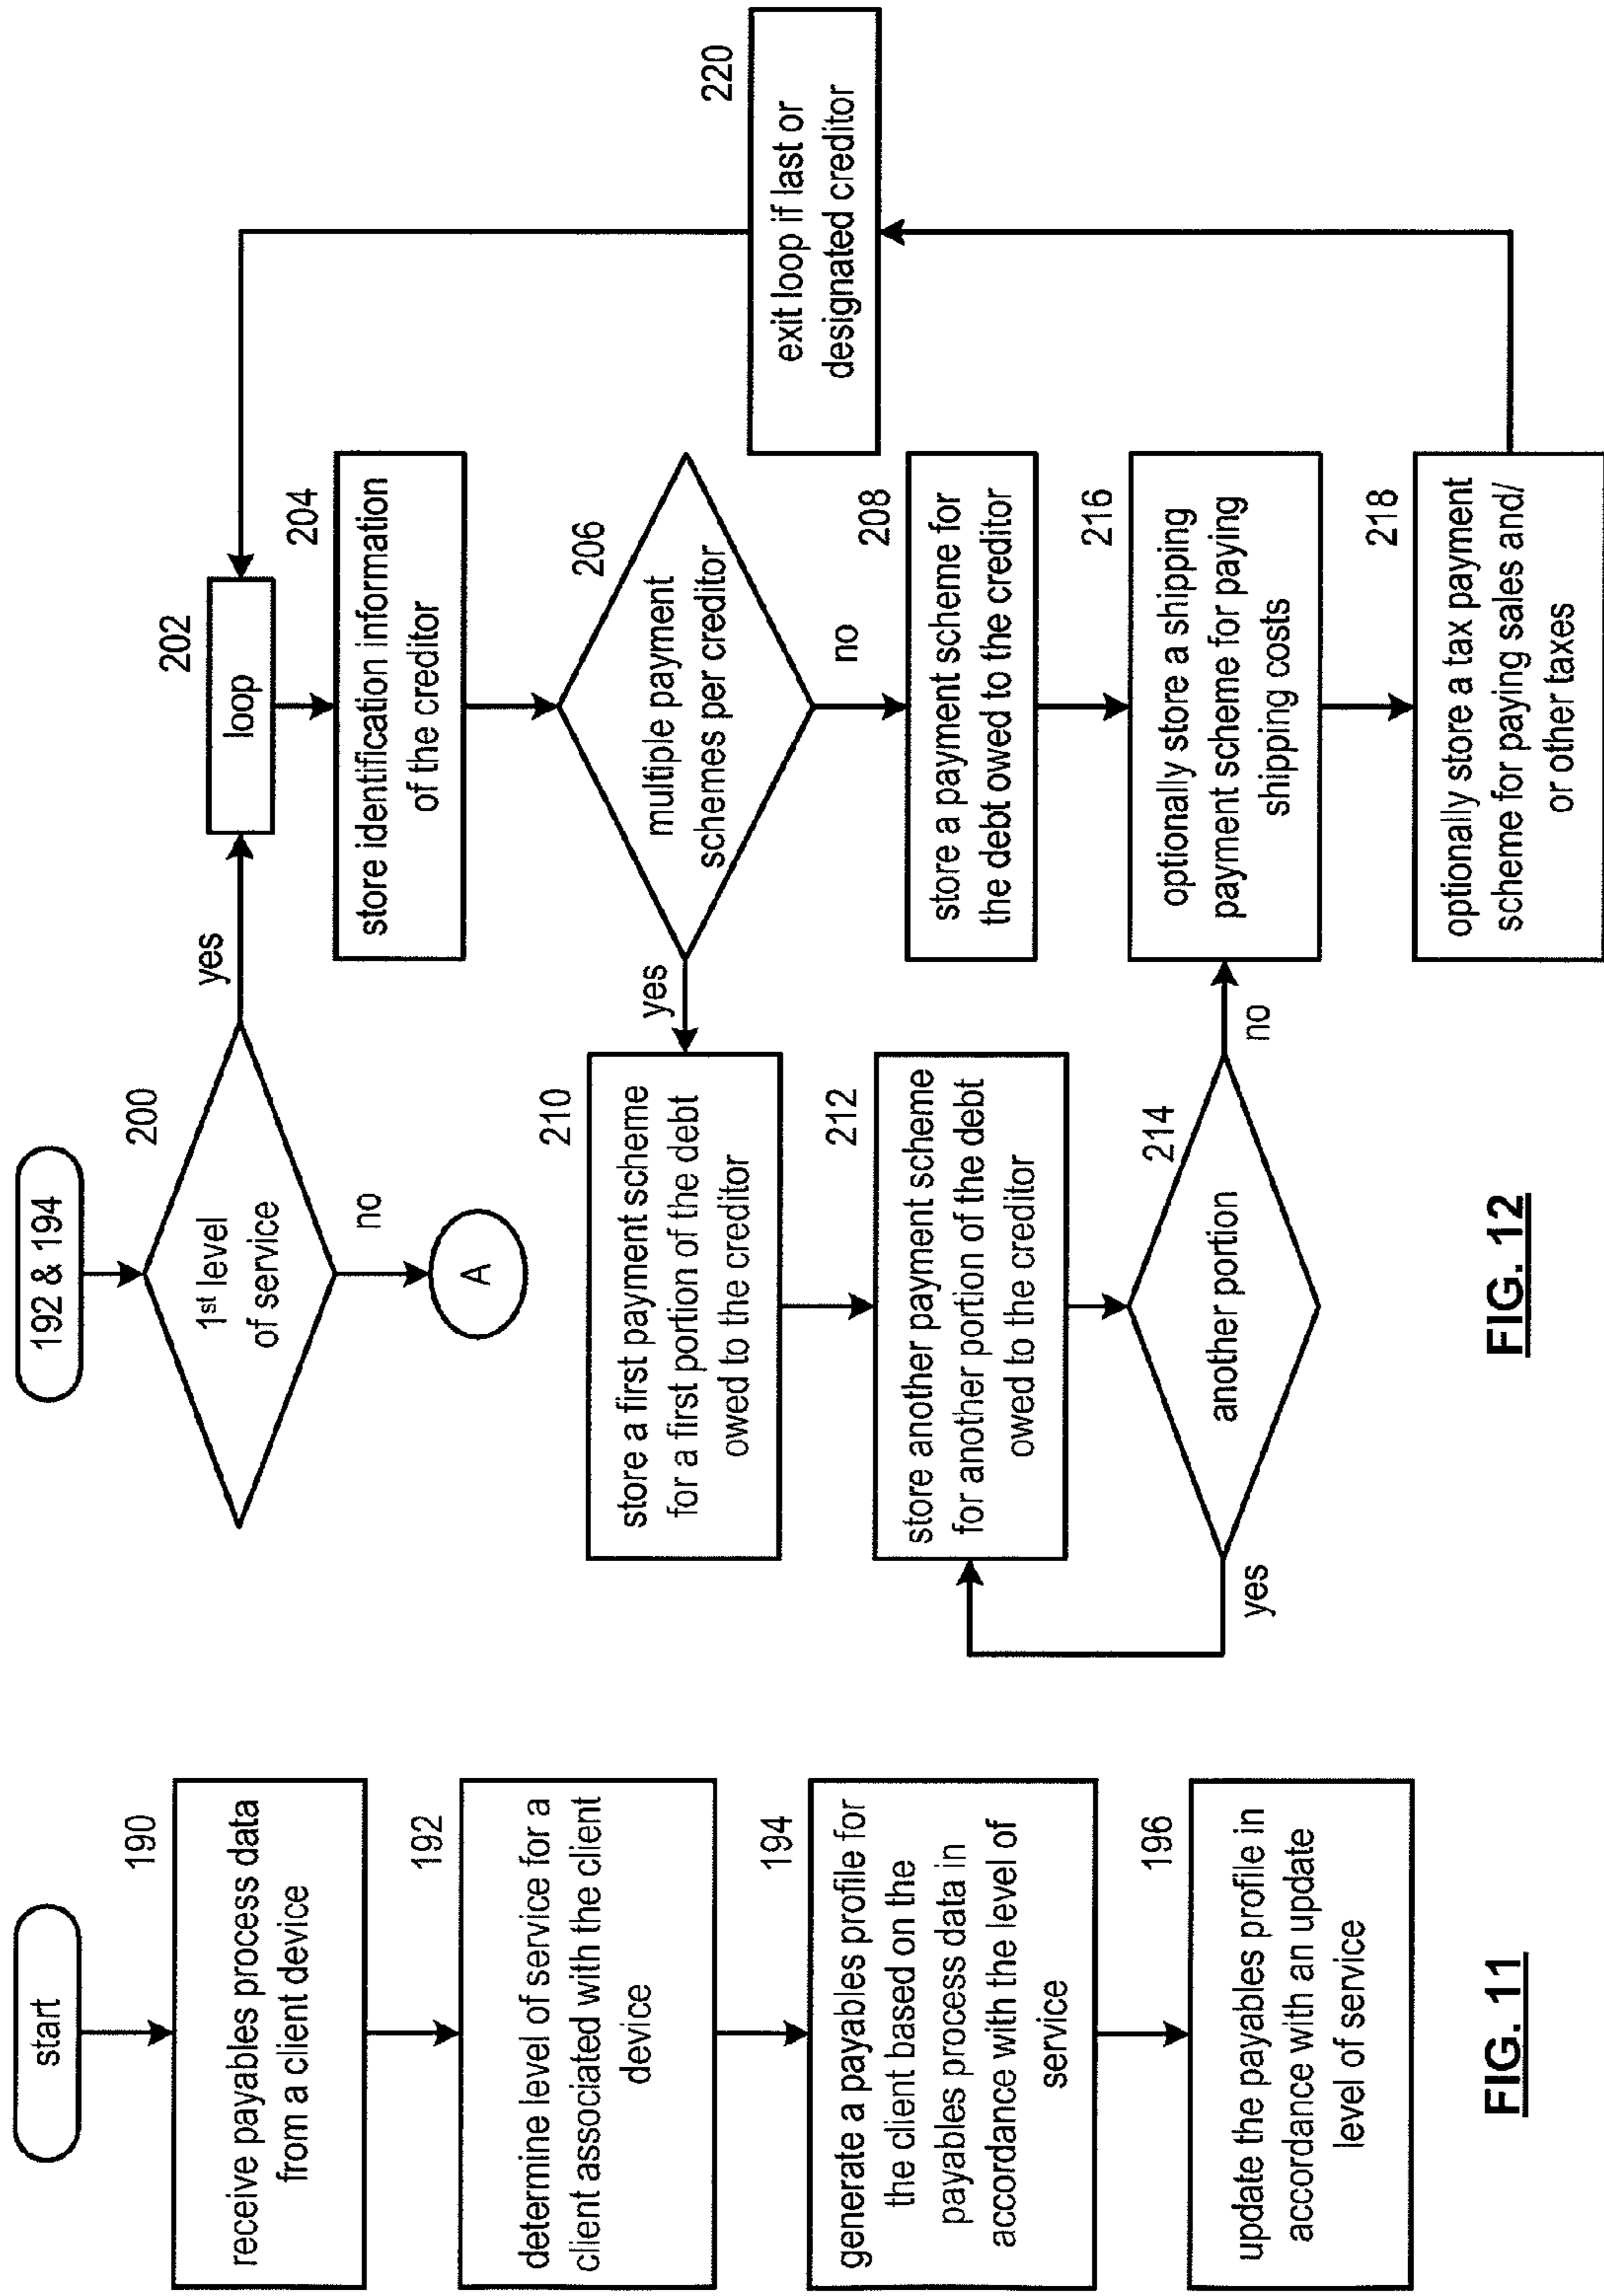 start
190
receive payables process data
from a client device
192
determine level of service for a
client associated with the client
device
194
generate a payables profile for
the client based on the
payables process data in
accordance with the level of
service
196
update the payables profile in
accordance with an update
level of service
FIG. 11
192 & 194
200
1st level
of service
yes
no
A
202
loop
204
store identification information
of the creditor
206
multiple payment
schemes per creditor
yes
no
208
store a payment scheme for
the debt owed to the creditor
210
store a first payment scheme
for a first portion of the debt
owed to the creditor
212
store another payment scheme
for another portion of the debt
owed to the creditor
214
another portion
yes
no
216
optionally store a shipping
payment scheme for paying
shipping costs
218
optionally store a tax payment
scheme for paying sales and/
or other taxes
220
exit loop if last or
designated creditor
FIG. 12